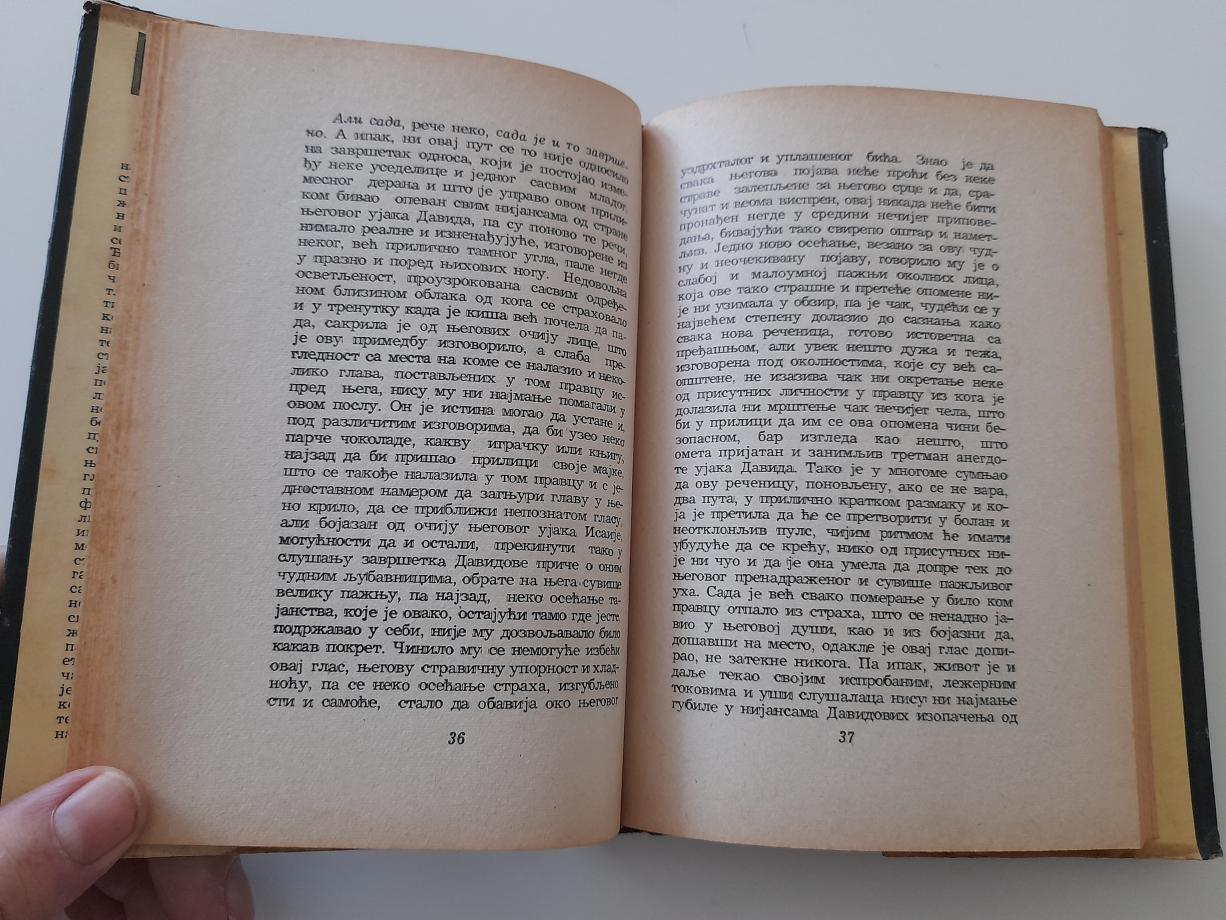 Али сада, рече неко, сада је и то заврше-
но. А ипак, ни овај пут се то није односило
на завршетак односа, који је постојао изме-
ђу неке уседелице и једног сасвим младог,
месног дерана и што је управо овом прили-
ком бивао опеван свим нијансама од стране
његовог ујака Давида, па су поново те речи,
нимало реалне и изненађујуће, изговорене из
неког, већ прилично тамног угла, пале негде
у празно и поред њихових ногу. Недовољна
осветљеност, проузрокована сасвим одређе-
ном близином облака од кога се страховало
и у тренутку када је киша већ почела да па-
да, сакрила је од његових очију лице, што
је ову примедбу изговорило, а слаба пре-
гледност са места на коме се налазио и неко-
лико глава, постављених у том правцу ис-
пред њега, нису му ни најмање помагали у
овом послу. Он је истина могао да устане и,
под различитим изговорима, да би узео неко
парче чоколаде, какву играчку или књигу,
најзад да би пришао прилици своје мајке,
што се такође налазила у том правцу и с је-
дноставном намером да загњури главу у ње-
но крило, да се приближи непознатом гласу,
али бојазан од очију његовог ујака Исаије,
могућности да и остали, прекинути тако у
слушању завршетка Давидове приче о оним
чудним љубавницима, обрате на њега сувише
велику пажњу, па најзад, неко осећање та-
јанства, које је овако, остајући тамо где јесте,
подржавао у себи, није му дозвољавало било
какав покрет. Чинило му се немогуће избећи
овај глас, његову стравичну упорност и хлад-
ноћу, па се неко осећање страха, изгубљено
сти и самоће, стало да обавија око његовог
36
уздрхталог и уплашеног бића. Знао је да
свака његова појава неће проћи без неке
страве залепљене за његово срце и да, сра-
чунат и веома виспрен, овај никада неће бити
пронађен негде у средини нечијег припове-
дања, бивајући тако свирепо општар и намет-
љив. Једно ново осећање, везано за ову чуд-
ну и неочекивану појаву, говорило му је о
слабој и малоумној пажњи околних лица,
која ове тако страшне и претеће опомене ни-
је ни узимала у обзир, па је чак, чудећи се у
највећем степену долазио до сазнања како
свака нова реченица, готово истоветна са
пређашњом, али увек нешто дужа и тежа,
изговорена под околностима, које су већ са-
општене, не изазива чак ни окретање неке
од присутних личности у правцу из кога је
долазила ни мрштење чак нечијег чела, што
би у прилици да им се ова опомена чини бе-
зопасном, бар изгледа као нешто, што
омета пријатан и занимљив третман анегдо-
те ујака Давида. Тако је у многоме сумњао
да ову реченицу, поновљену, ако се не вара,
два пута, у прилично кратком размаку и ко-
ја је претила да ће се претворити у болан и
неотклонљив пулс, чијим ритмом ће имати
убудуће да се крећу, нико од присутних ни-
је ни чуо и да је она умела да допре тек до
његовог пренадраженог и сувише пажљивог
уха. Сада је већ свако померање у било ком
правцу отпало из страха, што се ненадно ја-
вио у његовој души, као и из бојазни да,
дошавши на место, одакле је овај глас допи-
рао, не затекне никога. Па ипак, живот је и
даље текао својим испробаним, лежерним
токовима и уши слушалаца нису ни најмање
губиле у нијансама Давидових изопачења од
37